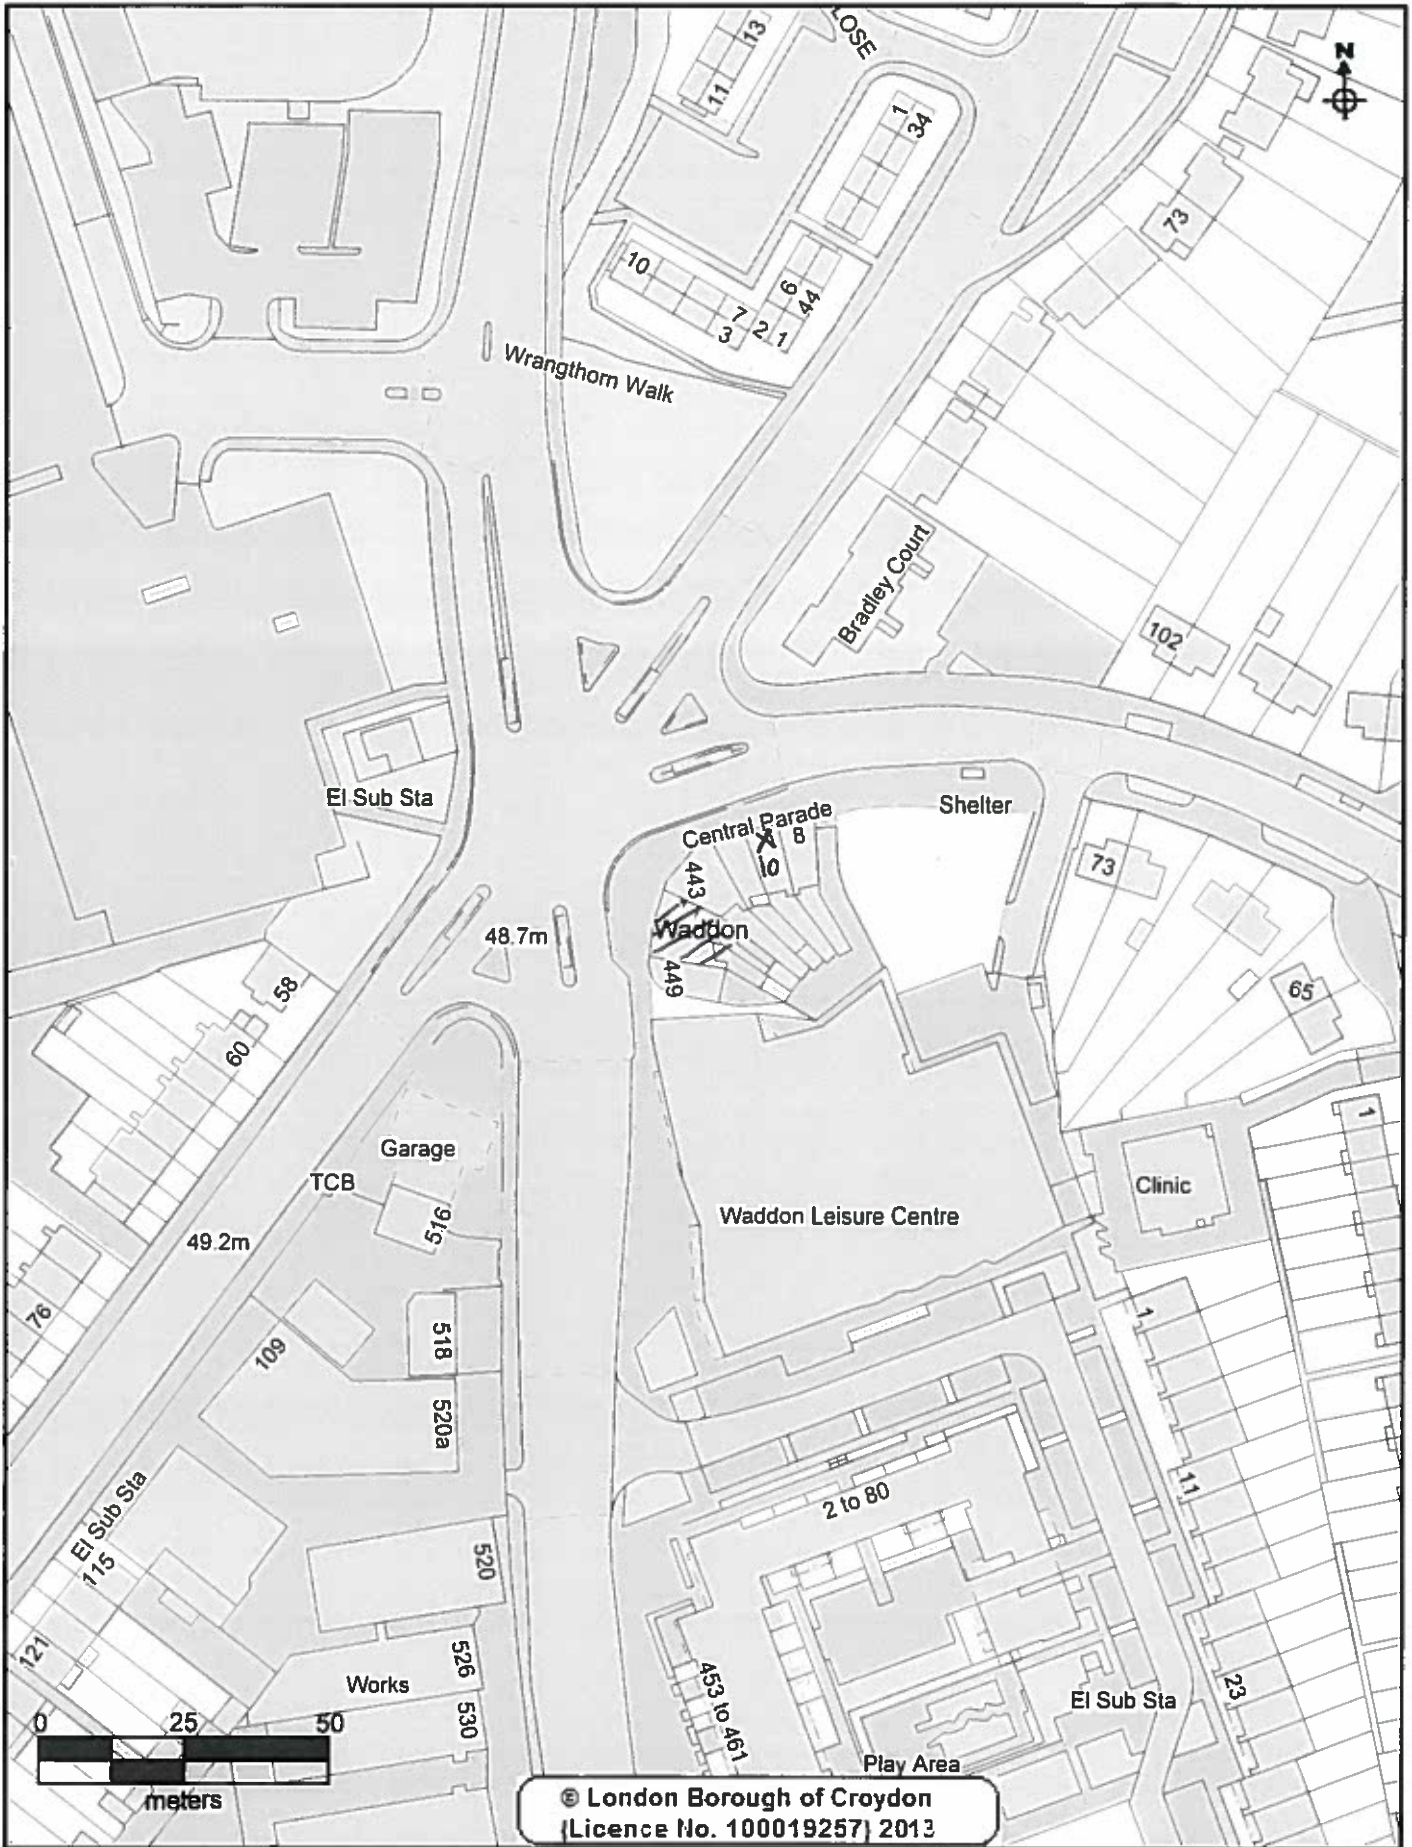 LOSE
13
11
N
1
34
73
10
6
44
7
3
2
1
Wrangthorn Walk
Bradley Court
102
El Sub Sta
Shelter
Central Parade
8
X
10
443
73
Waddon
48.7m
449
58
65
60
1
Garage
TCB
Clinic
516
Waddon Leisure Centre
49.2m
76
1
518
109
520a
11
El Sub Sta
2 to 80
115
520
121
526
453 to 461
Works
23
El Sub Sta
530
0 25 50
Play Area
meters
© London Borough of Croydon
(Licence No. 100019257) 2013